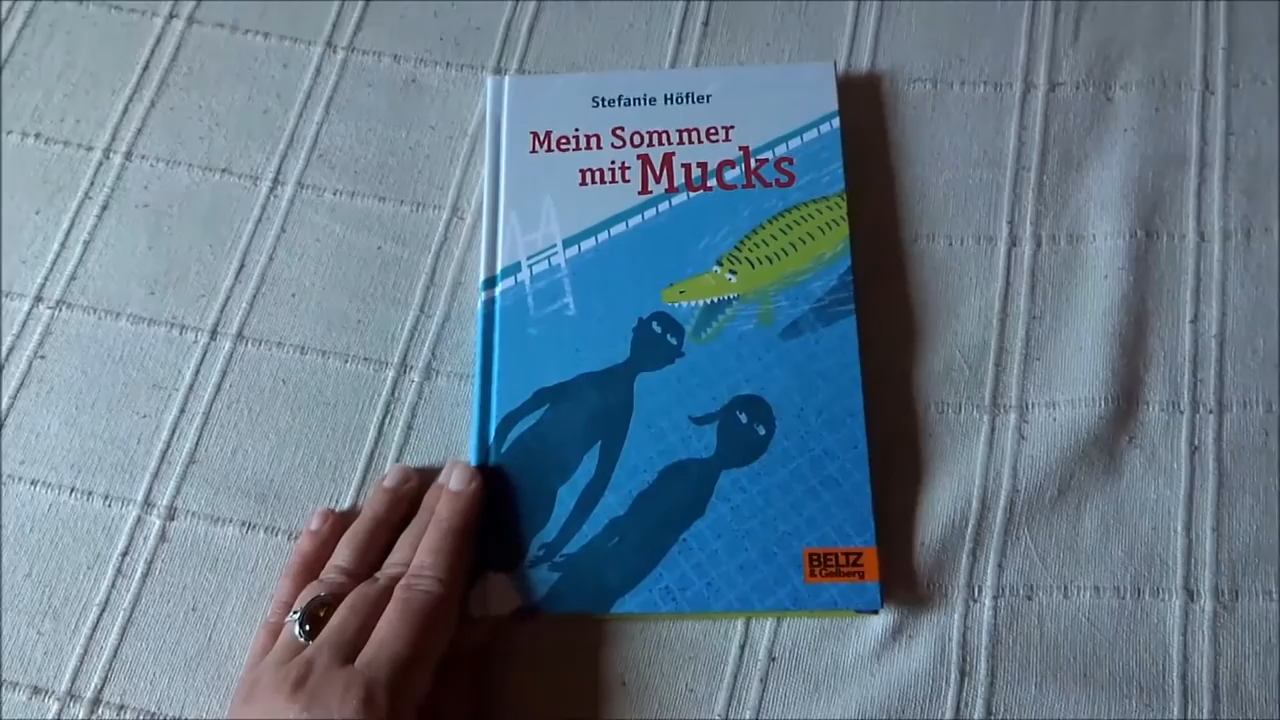 Stefanie Höfler
Mein Sommer
mit Mucks
BELTZ
& Gelberg